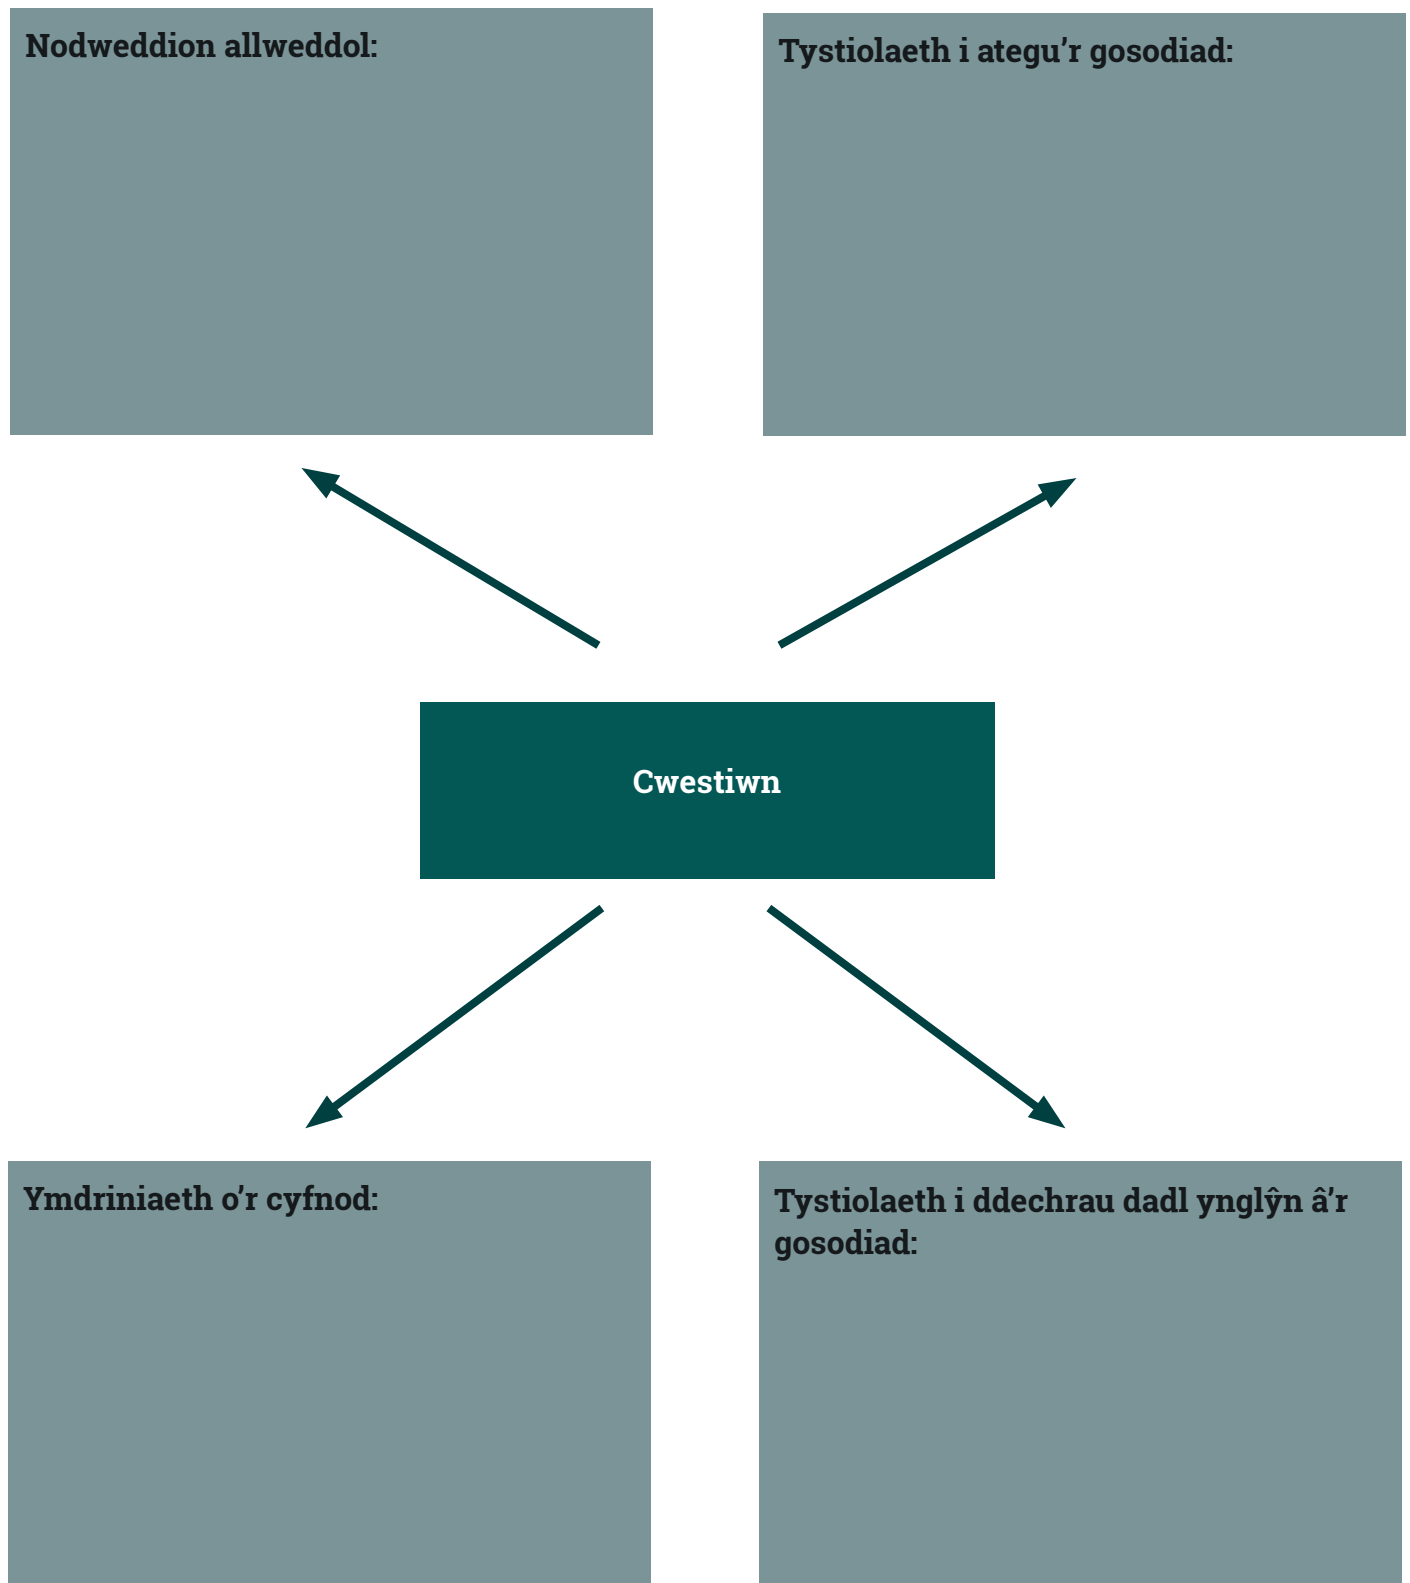 Nodweddion allweddol:
Tystiolaeth i ategu’r gosodiad:
Cwestiwn
Ymdriniaeth o’r cyfnod:
Tystiolaeth i ddechrau dadl ynglŷn â’r
gosodiad: